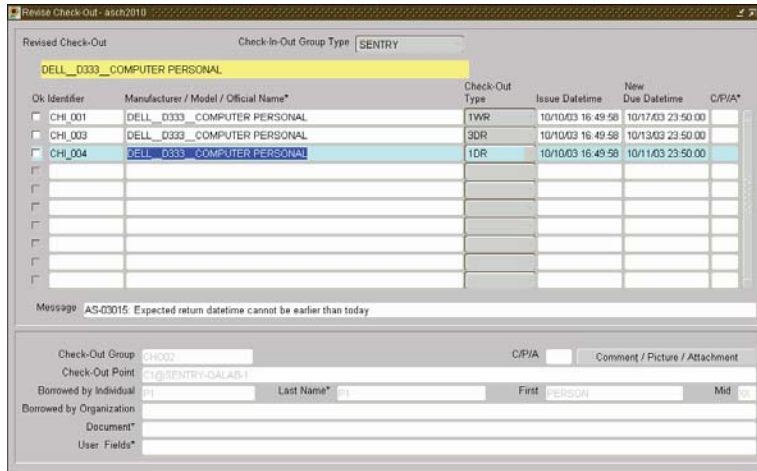 Revise Check-Out - asch2010
Revised Check-Out Check-In-Out Group Type SENTRY
DELL__D333__COMPUTER PERSONAL
Check-Out New
Ok Identifier Manufacturer / Model / Official Name* Type Issue Datetime Due Datetime C/P/A*
CHI_001 DELL__D333__COMPUTER PERSONAL 1WR 10/10/03 16:49:58 10/17/03 23:50:00
CHI_003 DELL__D333__COMPUTER PERSONAL 3DR 10/10/03 16:49:58 10/13/03 23:50:00
CHI_004 DELL__D333__COMPUTER PERSONAL 1DR 10/10/03 16:49:58 10/11/03 23:50:00
Message AS-03015: Expected return datetime cannot be earlier than today
Check-Out Group CHO02 C/P/A Comment / Picture / Attachment
Check-Out Point C1@SENTRY-QALAB-1
Borrowed by Individual P1 Last Name* P1 First PERSON Mid XX
Borrowed by Organization
Document*
User Fields*